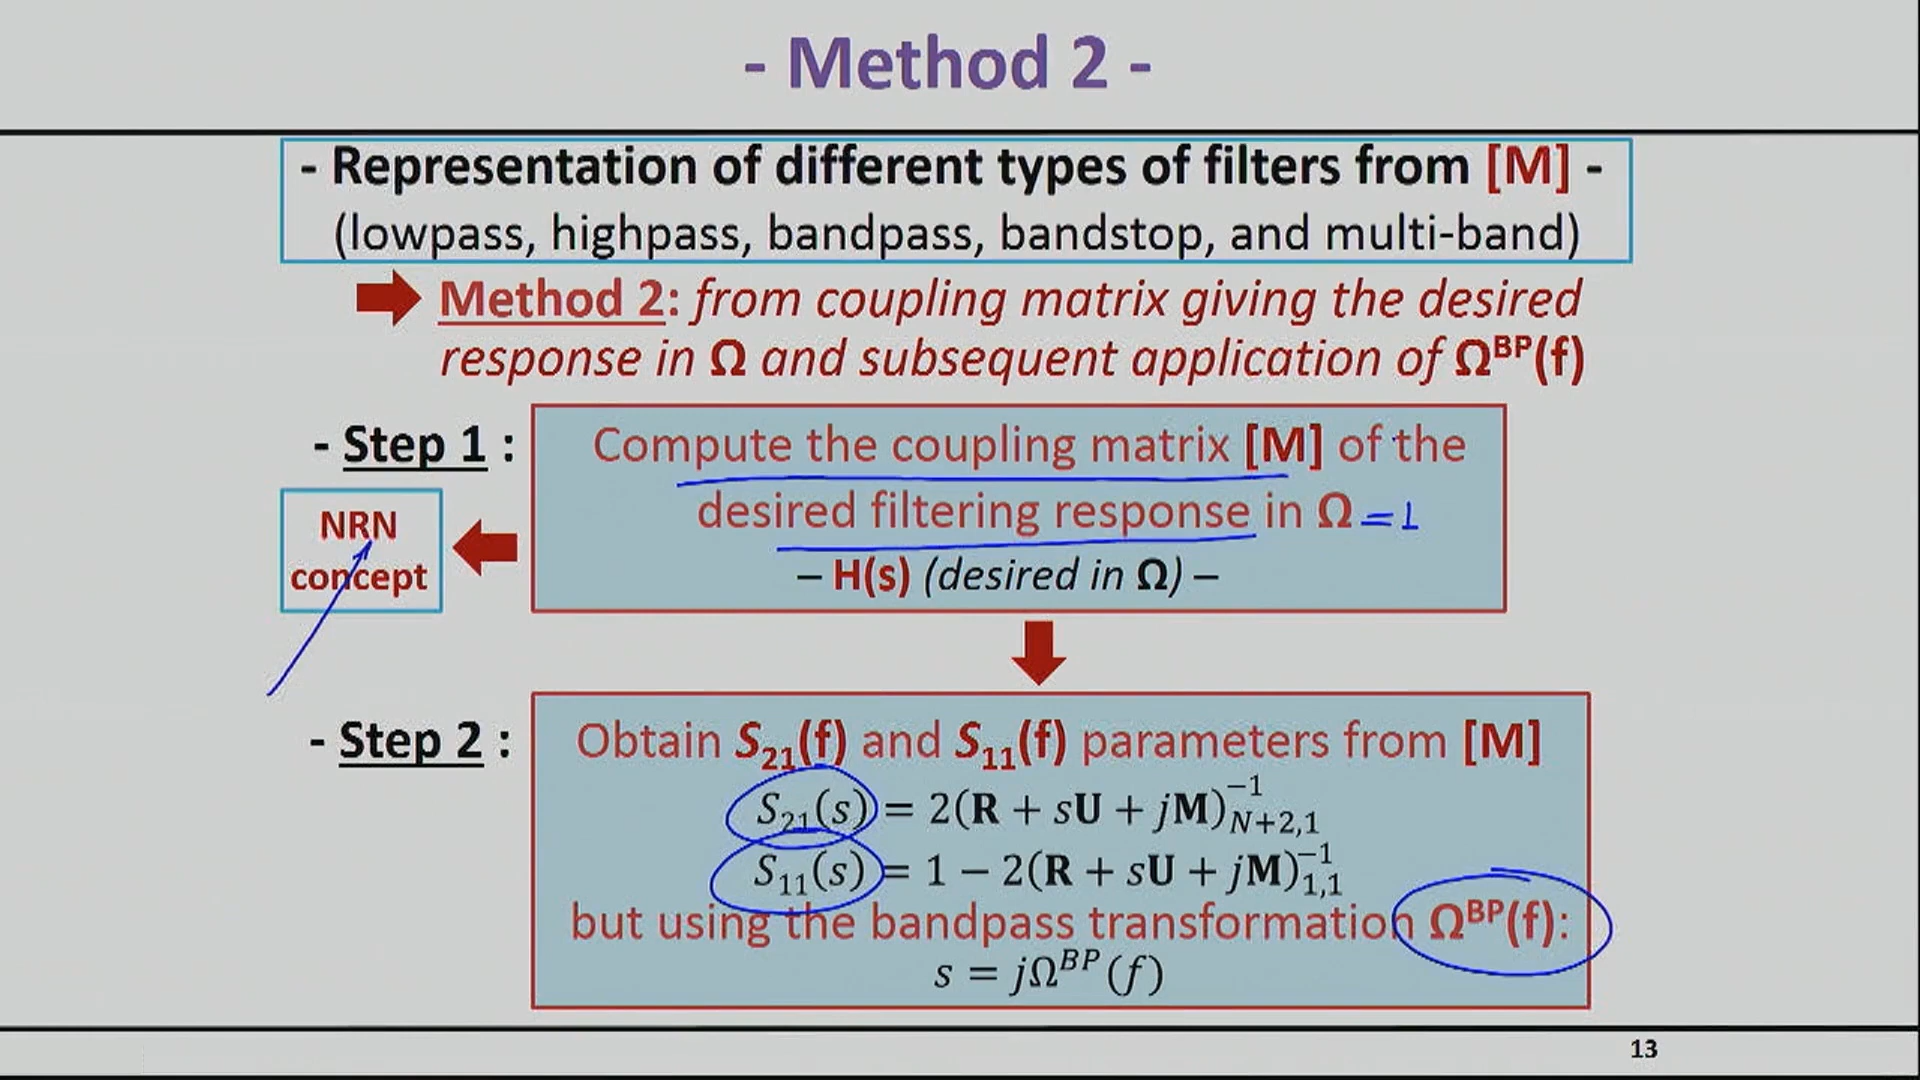 - Method 2 -
- Representation of different types of filters from [M] -
(lowpass, highpass, bandpass, bandstop, and multi-band)
Method 2: from coupling matrix giving the desired
response in Ω and subsequent application of Ω^BP(f)
- Step 1 :
Compute the coupling matrix [M] of the
desired filtering response in Ω = 1
– H(s) (desired in Ω) –
NRN
concept
- Step 2 :
Obtain S₂₁(f) and S₁₁(f) parameters from [M]
S₂₁(s) = 2(R + sU + jM)⁻¹_{N+2,1}
S₁₁(s) = 1 − 2(R + sU + jM)⁻¹_{1,1}
but using the bandpass transformation Ω^BP(f):
s = jΩ^BP(f)
13